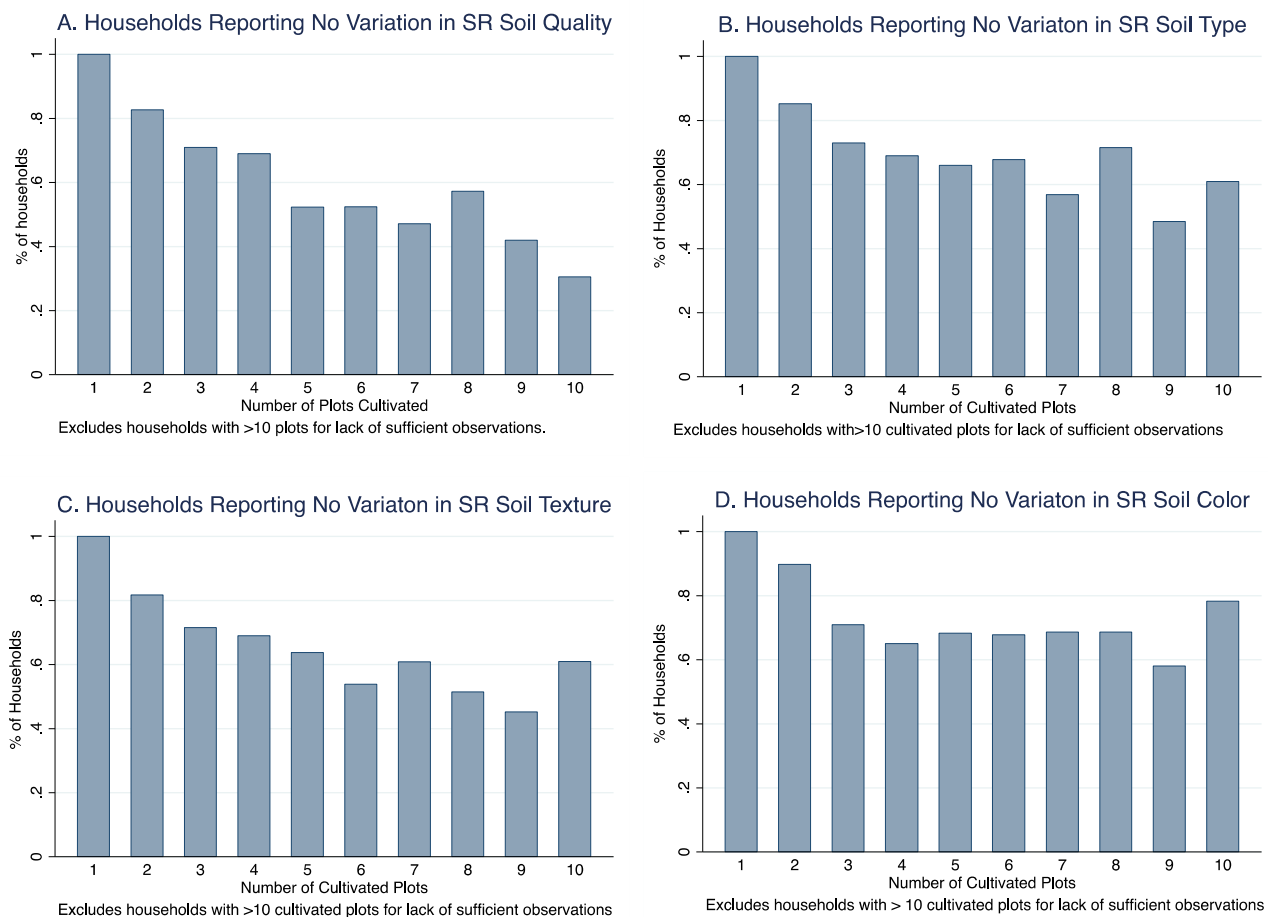 A. Households Reporting No Variation in SR Soil Quality
% of households
0 .2 .4 .6 .8 1
1 2 3 4 5 6 7 8 9 10
Number of Plots Cultivated
Excludes households with >10 plots for lack of sufficient observations.
B. Households Reporting No Variaton in SR Soil Type
% of Households
0 .2 .4 .6 .8 1
1 2 3 4 5 6 7 8 9 10
Number of Cultivated Plots
Excludes households with>10 cultivated plots for lack of sufficient observations
C. Households Reporting No Variaton in SR Soil Texture
% of Households
0 .2 .4 .6 .8 1
1 2 3 4 5 6 7 8 9 10
Number of Cultivated Plots
Excludes households with >10 cultivated plots for lack of sufficient observations
D. Households Reporting No Variaton in SR Soil Color
% of Households
0 .2 .4 .6 .8 1
1 2 3 4 5 6 7 8 9 10
Number of Cultivated Plots
Excludes households with > 10 cultivated plots for lack of sufficient observations